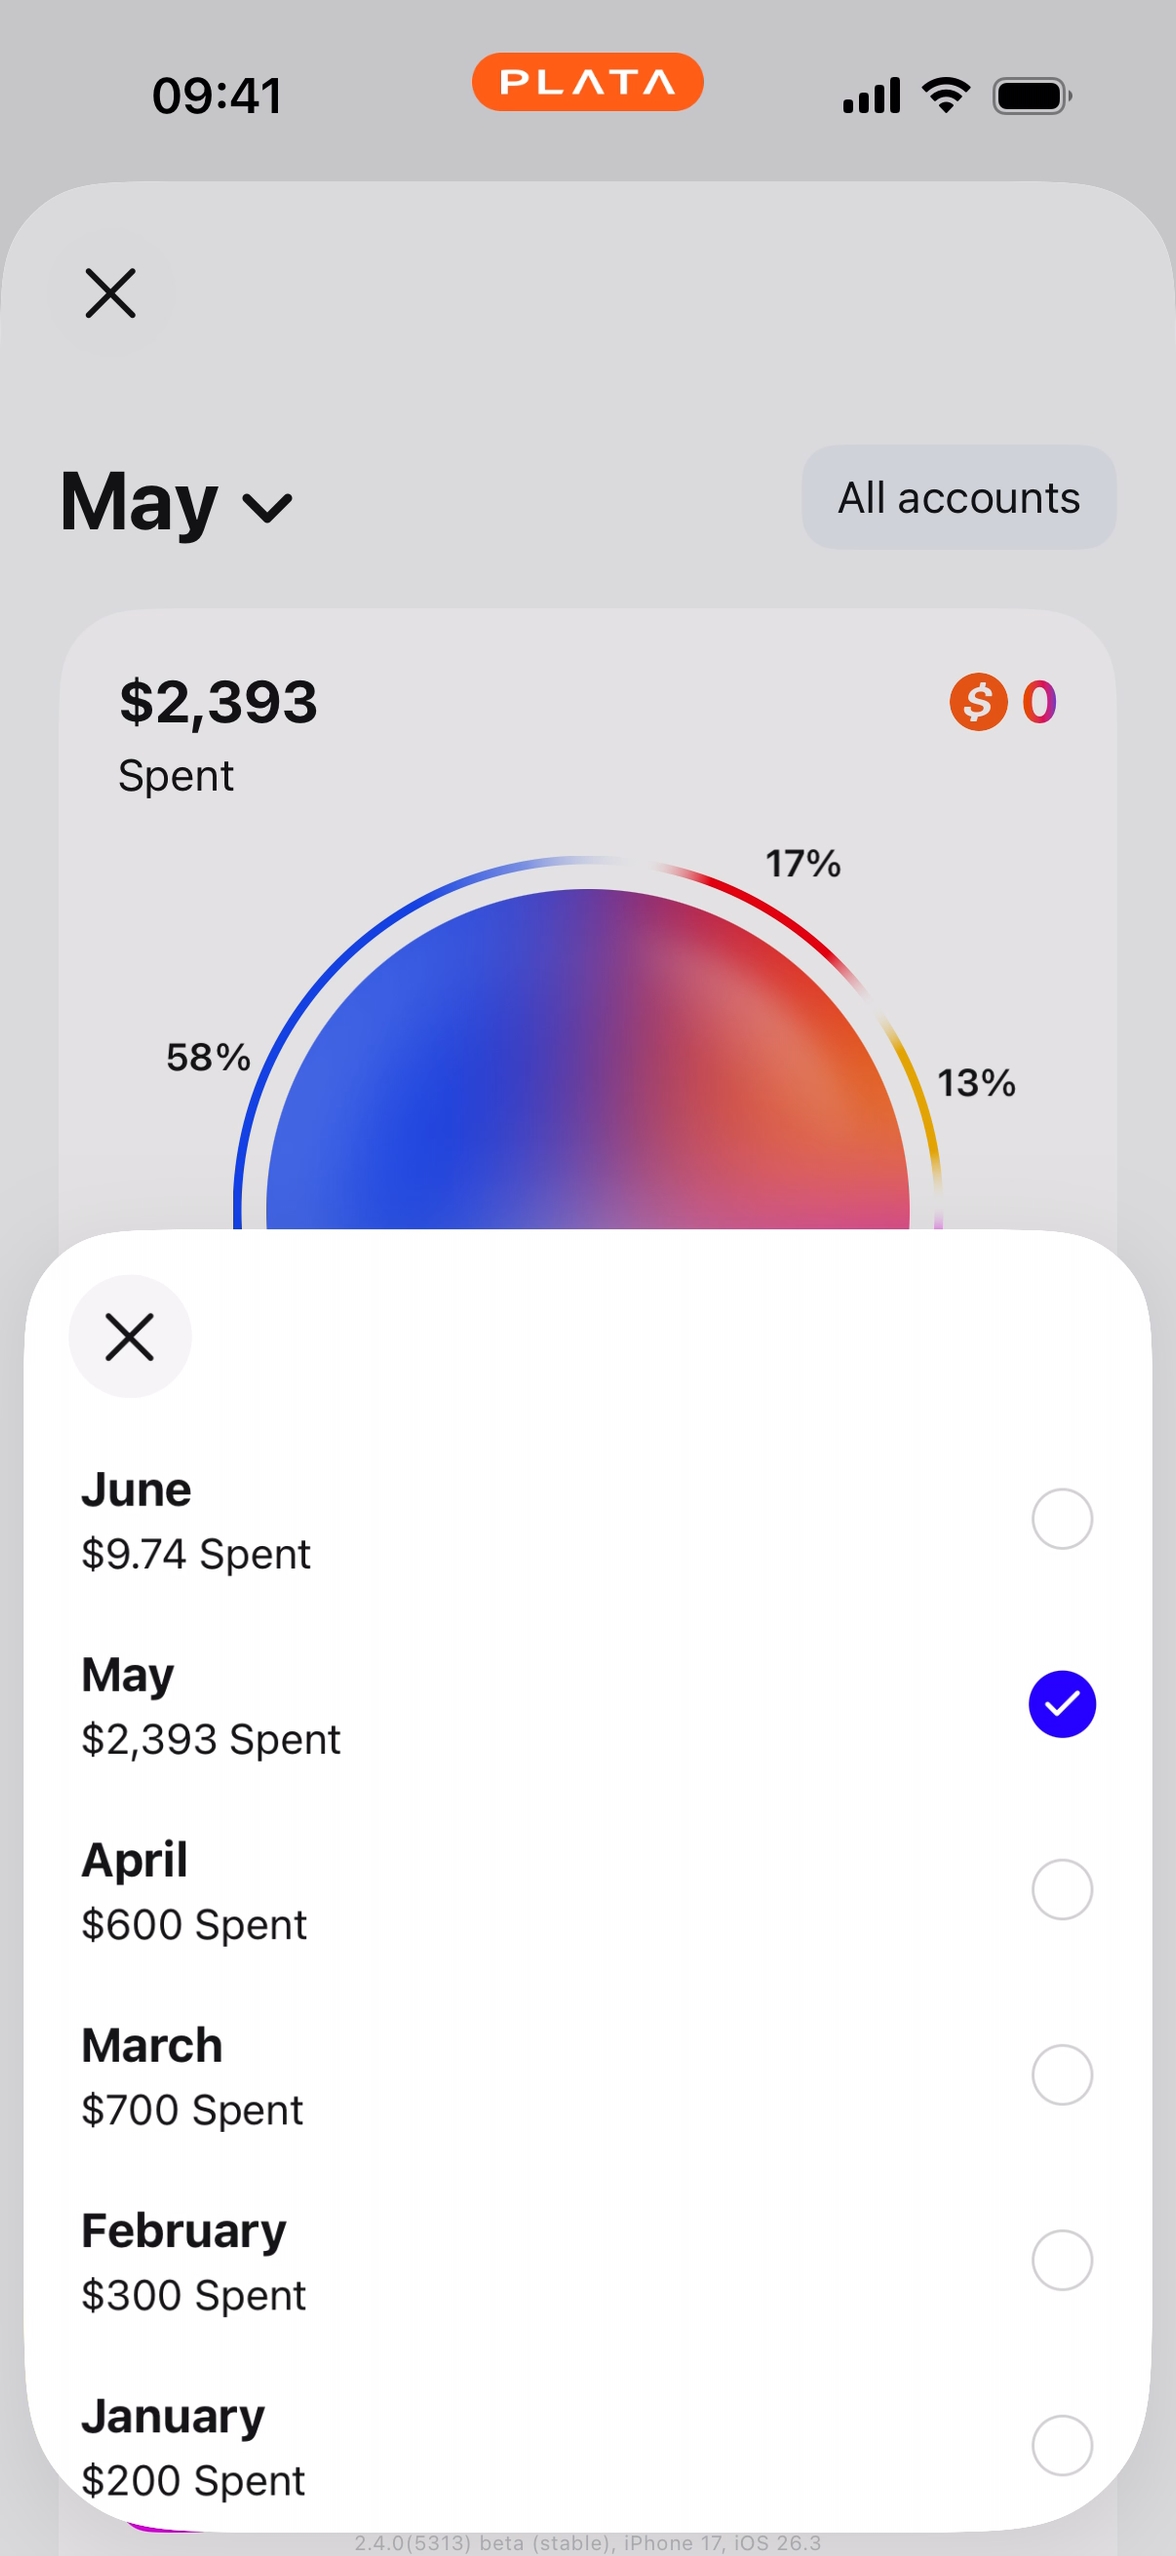 09:41
PLATA
May
All accounts
$2,393
$ 0
Spent
17%
58%
13%
June
$9.74 Spent
May
$2,393 Spent
April
$600 Spent
March
$700 Spent
February
$300 Spent
January
$200 Spent
2.4.0(5313) beta (stable), iPhone 17, iOS 26.3